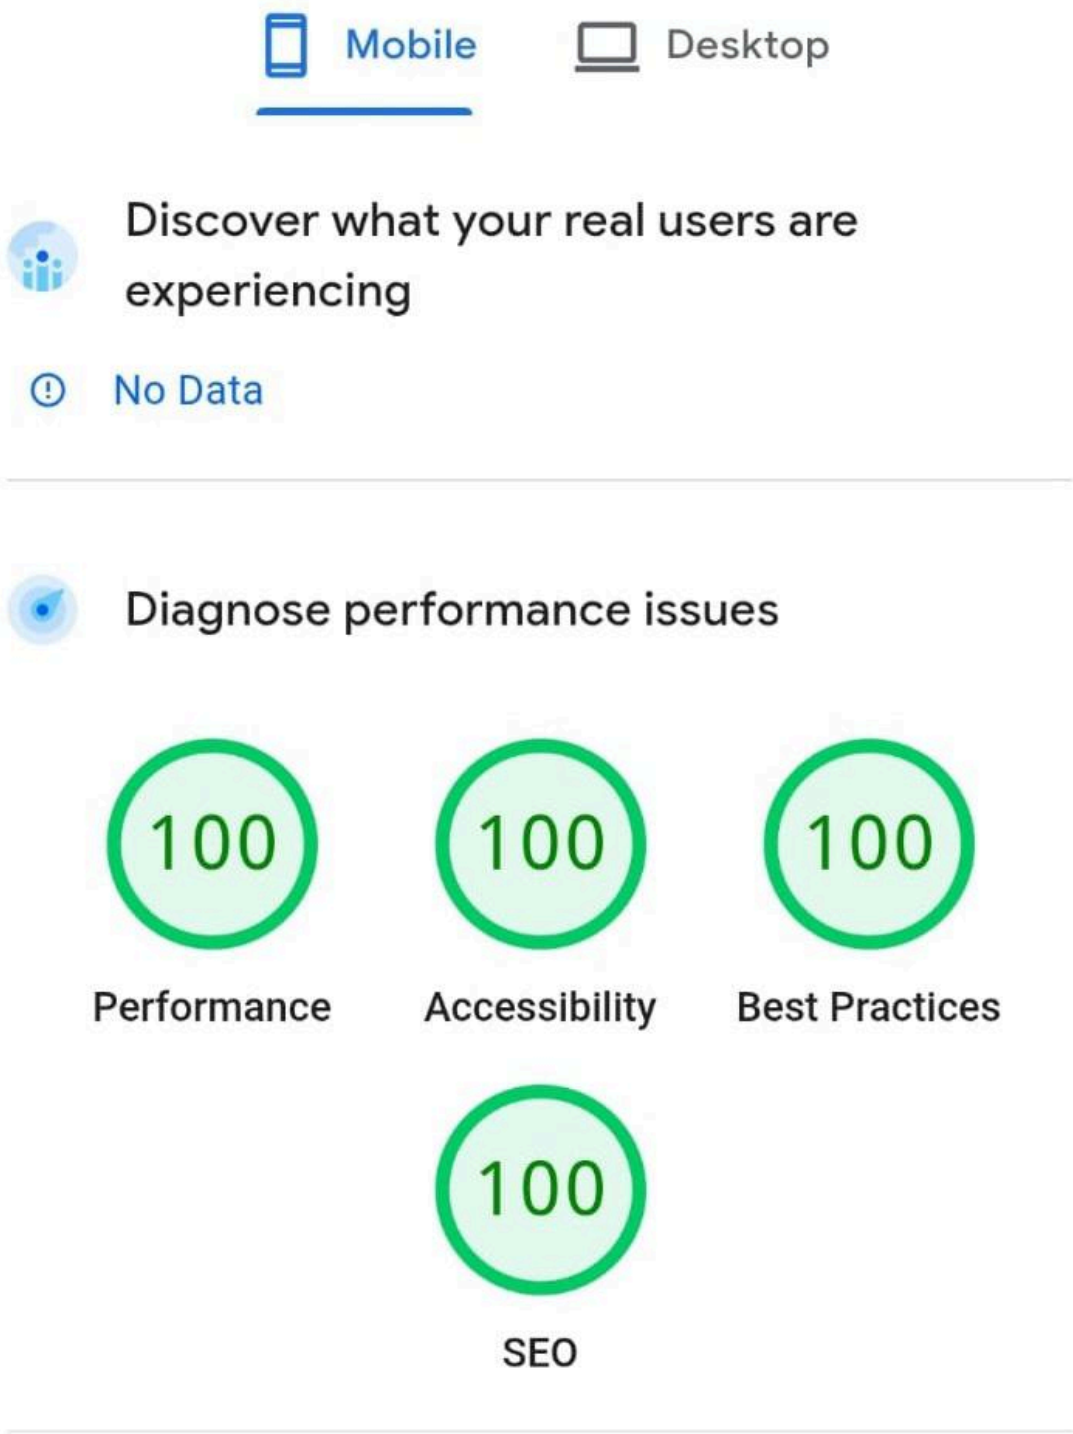 Mobile Desktop
Discover what your real users are
experiencing
No Data
Diagnose performance issues
100 100 100
Performance Accessibility Best Practices
100
SEO